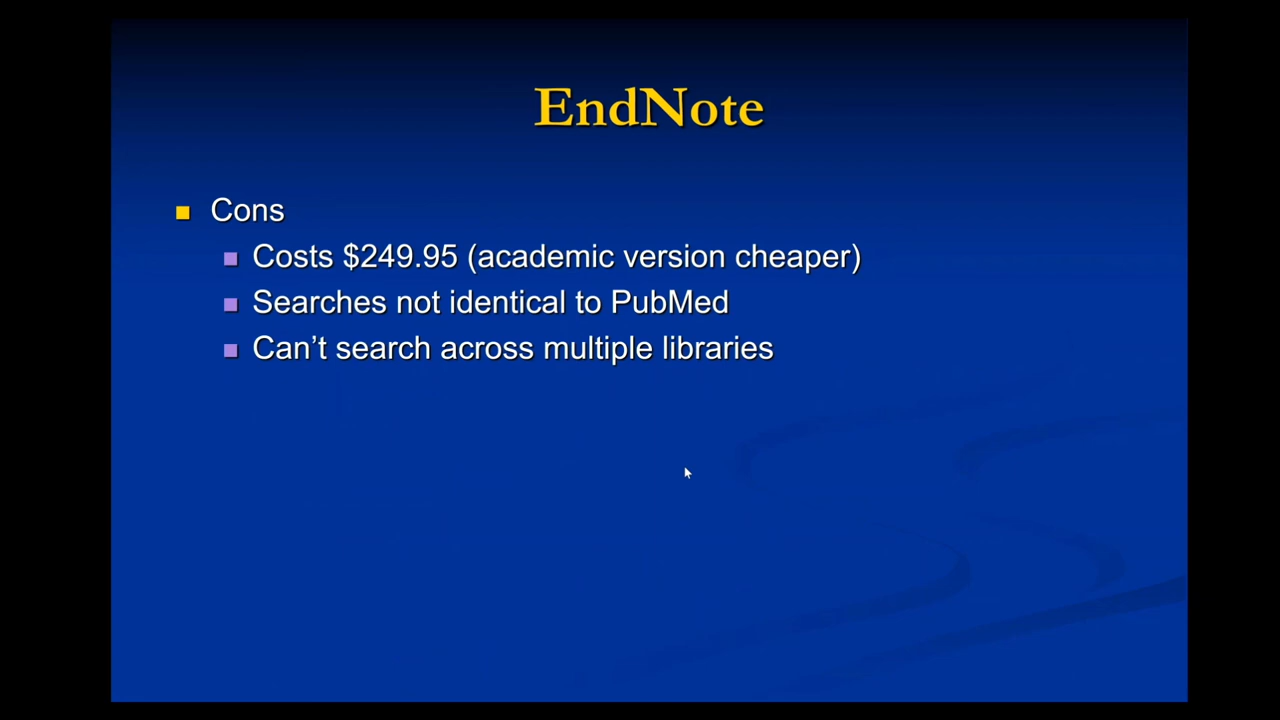 EndNote
Cons
Costs $249.95 (academic version cheaper)
Searches not identical to PubMed
Can’t search across multiple libraries